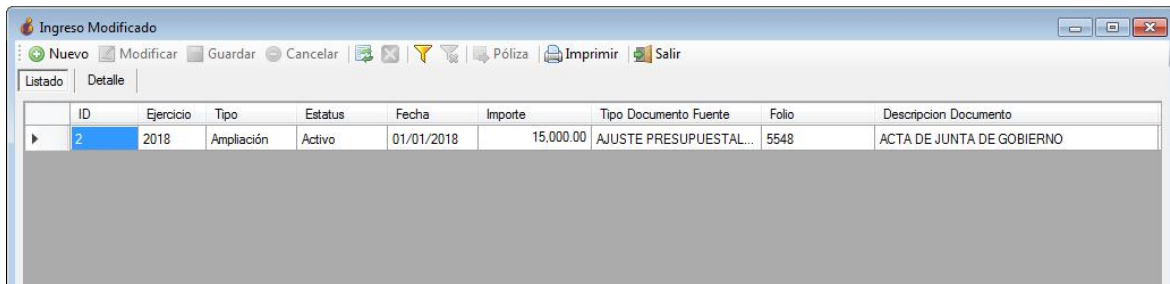 Ingreso Modificado
Nuevo Modificar Guardar Cancelar Póliza Imprimir Salir
Listado Detalle
ID Ejercicio Tipo Estatus Fecha Importe Tipo Documento Fuente Folio Descripcion Documento
2 2018 Ampliación Activo 01/01/2018 15,000.00 AJUSTE PRESUPUESTAL... 5548 ACTA DE JUNTA DE GOBIERNO